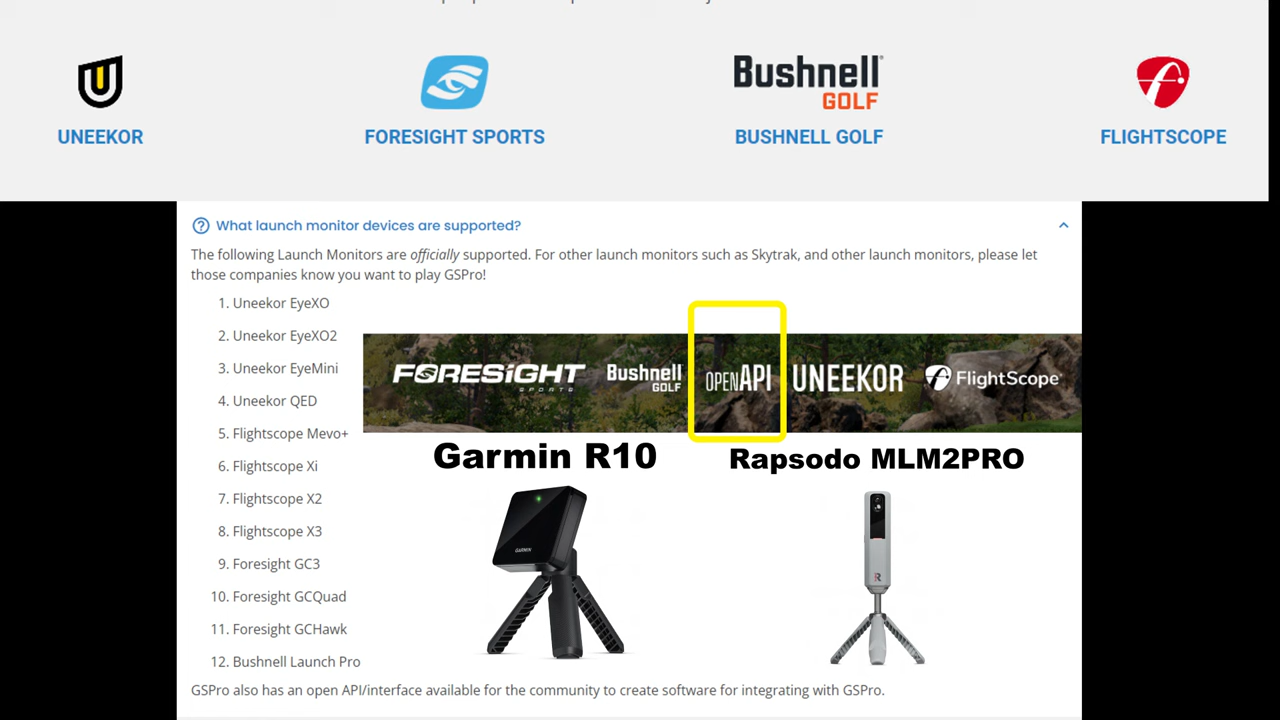 Bushnell
GOLF
UNEEKOR
FORESIGHT SPORTS
BUSHNELL GOLF
FLIGHTSCOPE
What launch monitor devices are supported?
The following Launch Monitors are officially supported. For other launch monitors such as Skytrak, and other launch monitors, please let
those companies know you want to play GSPro!
1. Uneekor EyeXO
2. Uneekor EyeXO2
3. Uneekor EyeMini
4. Uneekor QED
5. Flightscope Mevo+
6. Flightscope Xi
7. Flightscope X2
8. Flightscope X3
9. Foresight GC3
10. Foresight GCQuad
11. Foresight GCHawk
12. Bushnell Launch Pro
FORESiGHT
SPORTS
Bushnell
GOLF
OPENAPI
UNEEKOR
FlightScope
Garmin R10
Rapsodo MLM2PRO
GARMIN
R
GSPro also has an open API/interface available for the community to create software for integrating with GSPro.